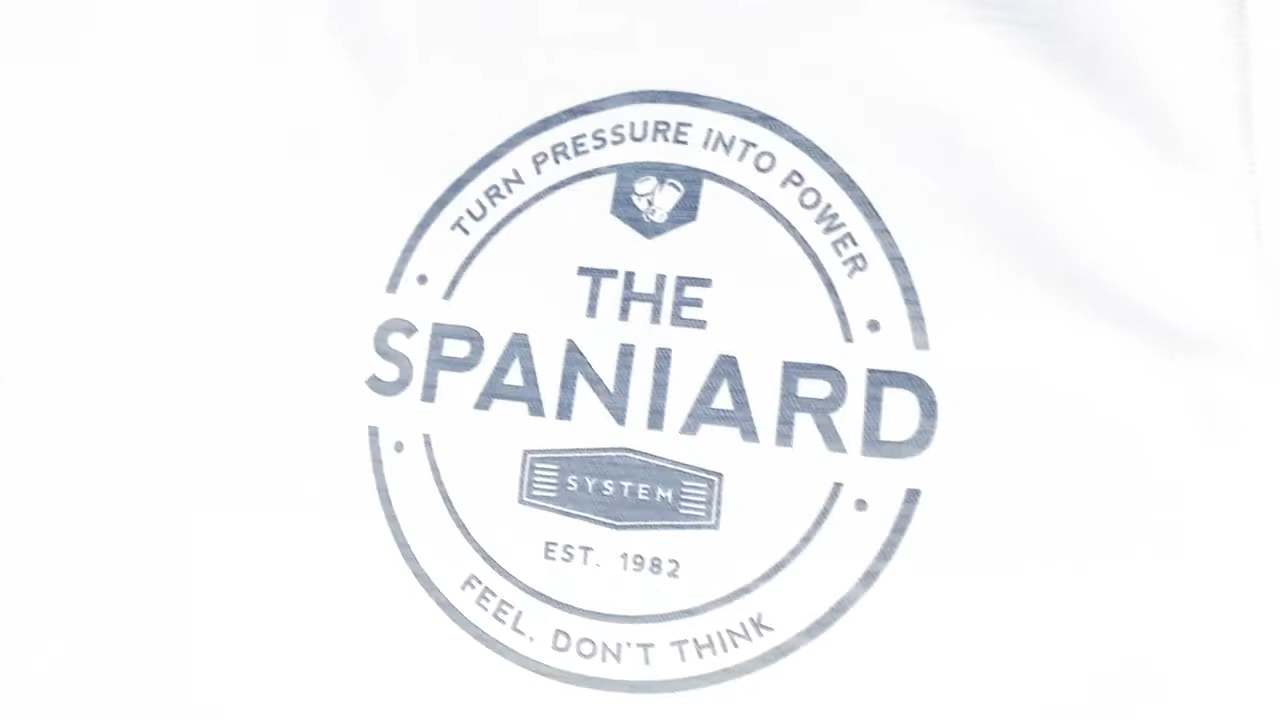 TURN PRESSURE INTO POWER
THE
SPANIARD
SYSTEM
EST. 1982
FEEL, DON'T THINK